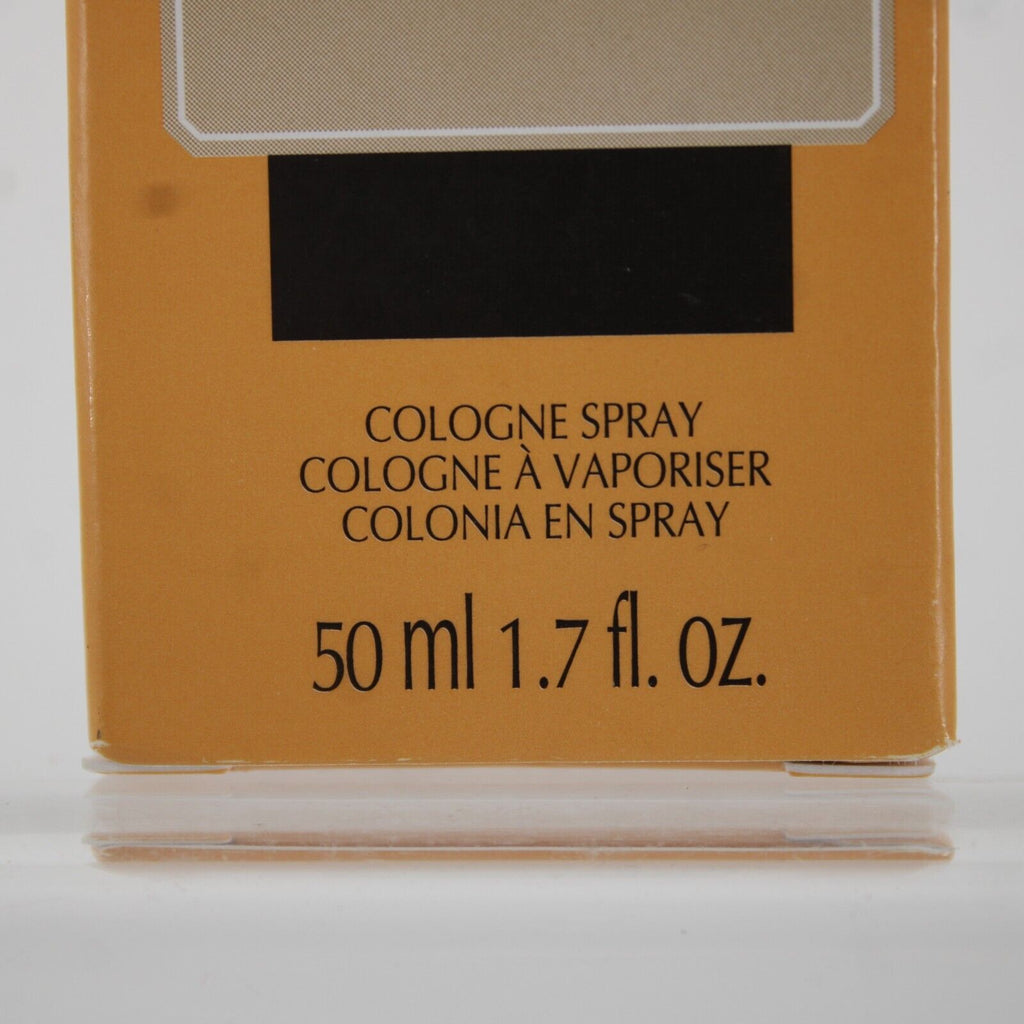 COLOGNE SPRAY
COLOGNE À VAPORISER
COLONIA EN SPRAY
50 ml 1.7 fl. oz.